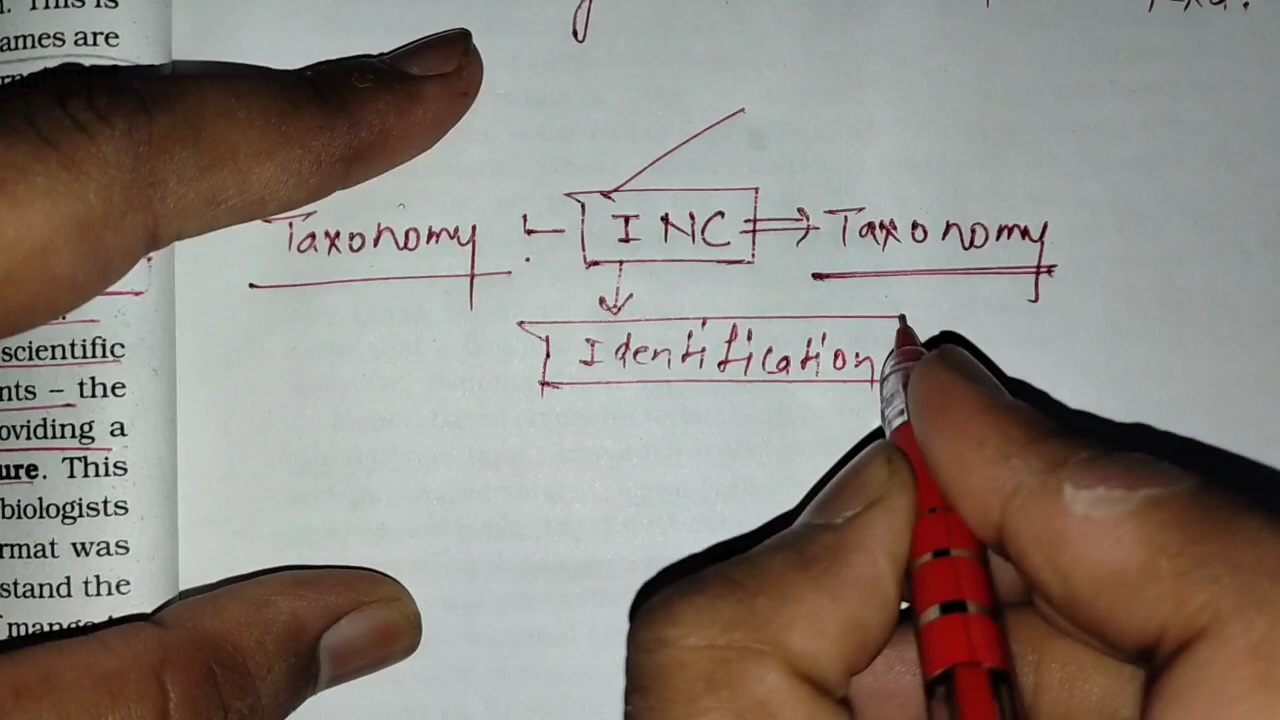 ames are
Taxonomy :- INC ⇒ Taxonomy
Identification
scientific
nts – the
oviding a
ure. This
biologists
rmat was
stand the